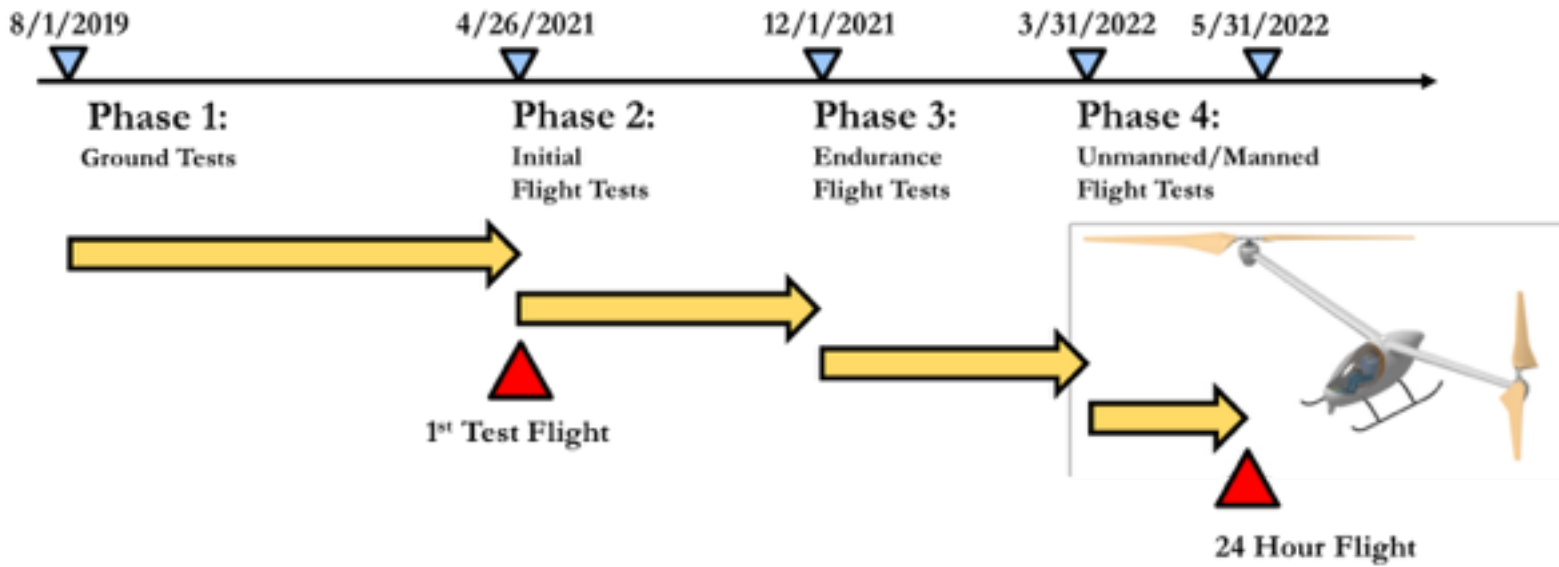 8/1/2019 4/26/2021 12/1/2021 3/31/2022 5/31/2022
Phase 1:
Ground Tests
Phase 2:
Initial
Flight Tests
Phase 3:
Endurance
Flight Tests
Phase 4:
Unmanned/Manned
Flight Tests
1st Test Flight
24 Hour Flight